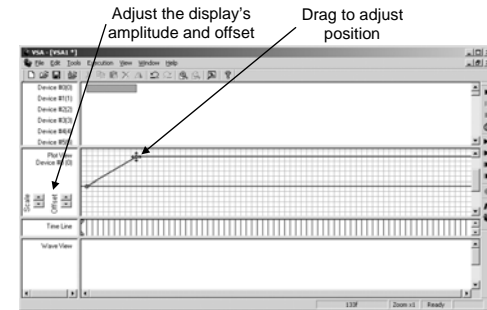 Adjust the display's
amplitude and offset
Drag to adjust
position
VSA - [VSA1 *]
File Edit Tools Execution View Window Help
Device #0(0)
Device #1(1)
Device #2(2)
Device #3(3)
Device #4(4)
Device #5(5)
Plot View
Device #0 (0)
Scale
Offset
Time Line
Wave View
133f Zoom x1 Ready